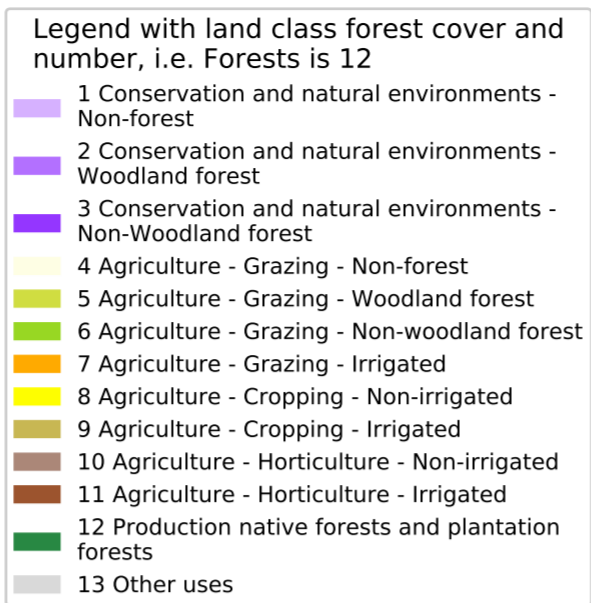 Legend with land class forest cover and
number, i.e. Forests is 12
1 Conservation and natural environments -
Non-forest
2 Conservation and natural environments -
Woodland forest
3 Conservation and natural environments -
Non-Woodland forest
4 Agriculture - Grazing - Non-forest
5 Agriculture - Grazing - Woodland forest
6 Agriculture - Grazing - Non-woodland forest
7 Agriculture - Grazing - Irrigated
8 Agriculture - Cropping - Non-irrigated
9 Agriculture - Cropping - Irrigated
10 Agriculture - Horticulture - Non-irrigated
11 Agriculture - Horticulture - Irrigated
12 Production native forests and plantation
forests
13 Other uses